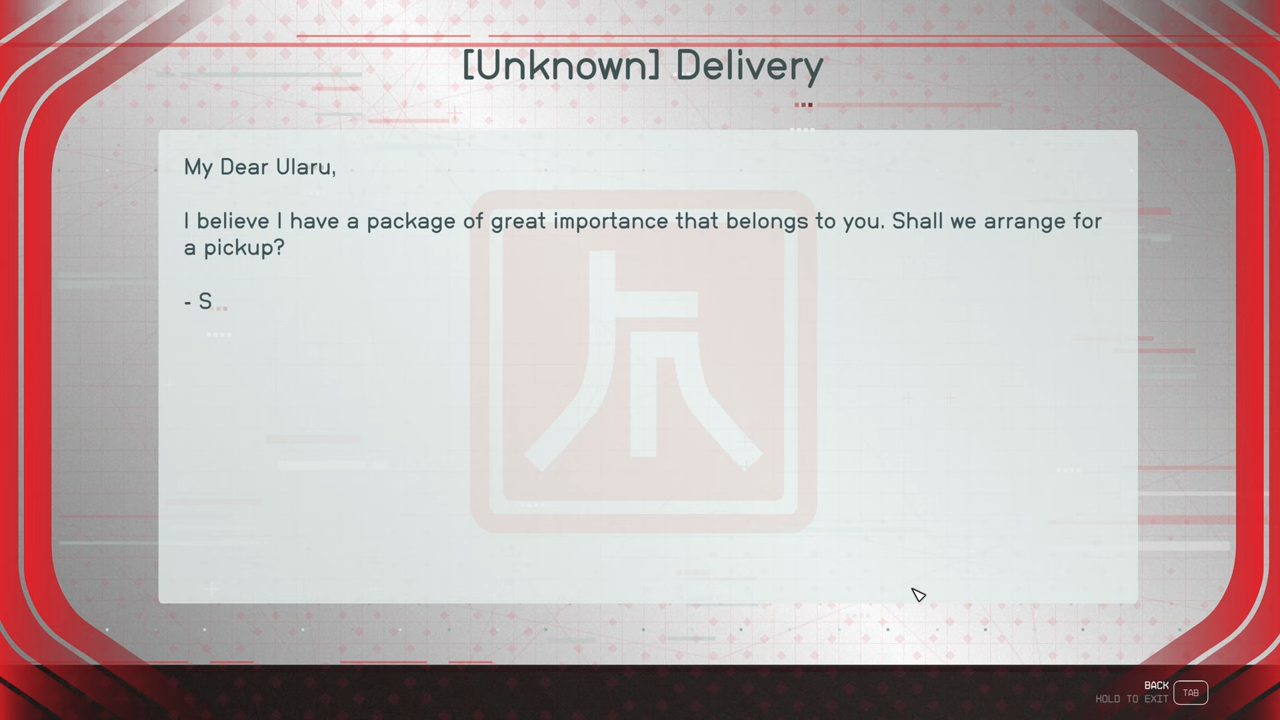 [Unknown] Delivery
My Dear Ularu,
I believe I have a package of great importance that belongs to you. Shall we arrange for
a pickup?
- S
BACK
HOLD TO EXIT
TAB